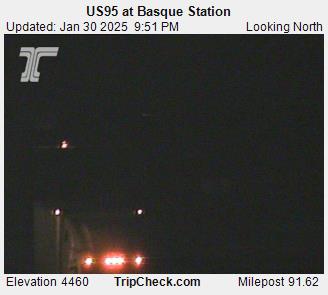 US95 at Basque Station
Updated: Jan 30 2025 9:51 PM Looking North
Elevation 4460 TripCheck.com Milepost 91.62